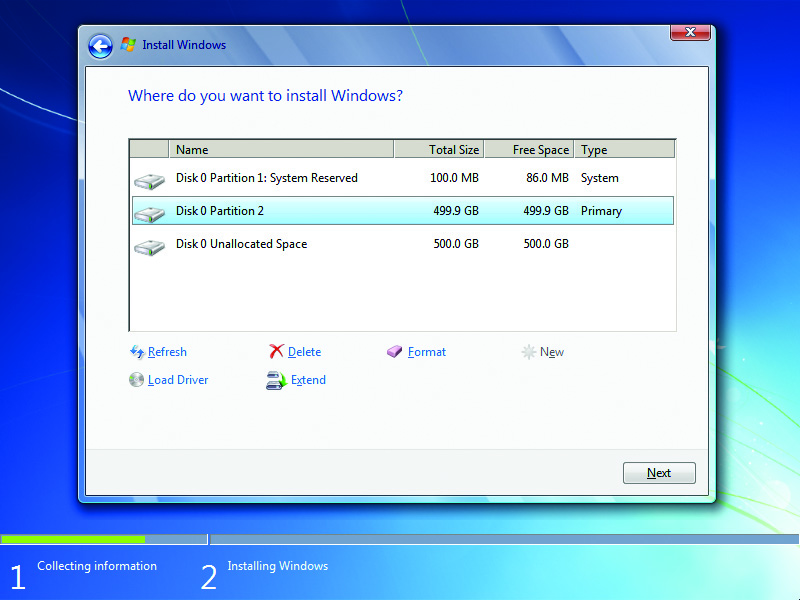 Install Windows
Where do you want to install Windows?
Name Total Size Free Space Type
Disk 0 Partition 1: System Reserved 100.0 MB 86.0 MB System
Disk 0 Partition 2 499.9 GB 499.9 GB Primary
Disk 0 Unallocated Space 500.0 GB 500.0 GB
Refresh Delete Format New
Load Driver Extend
Next
1 Collecting information 2 Installing Windows